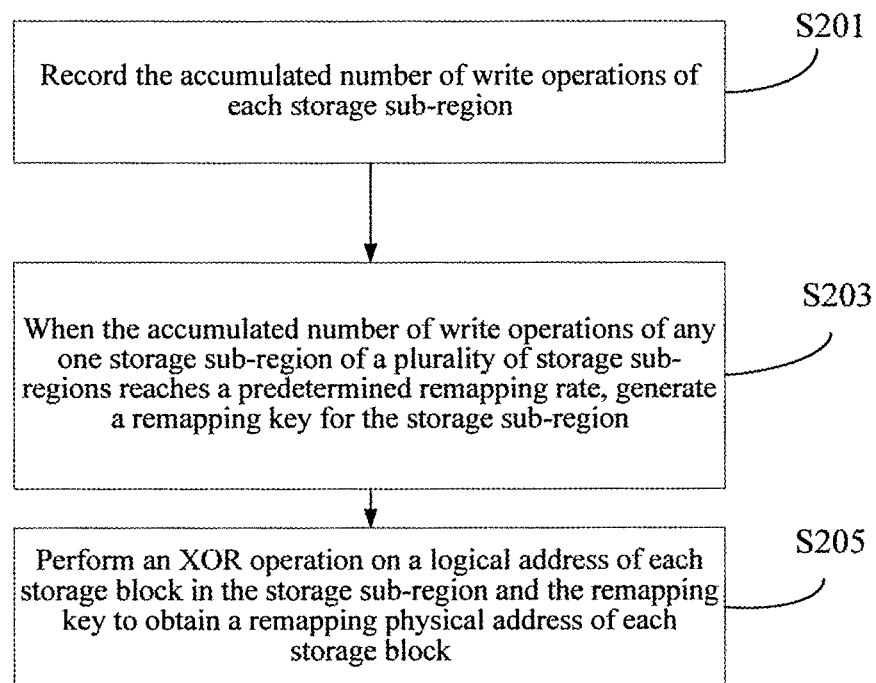 S201
Record the accumulated number of write operations of
each storage sub-region
S203
When the accumulated number of write operations of any
one storage sub-region of a plurality of storage sub-
regions reaches a predetermined remapping rate, generate
a remapping key for the storage sub-region
S205
Perform an XOR operation on a logical address of each
storage block in the storage sub-region and the remapping
key to obtain a remapping physical address of each
storage block